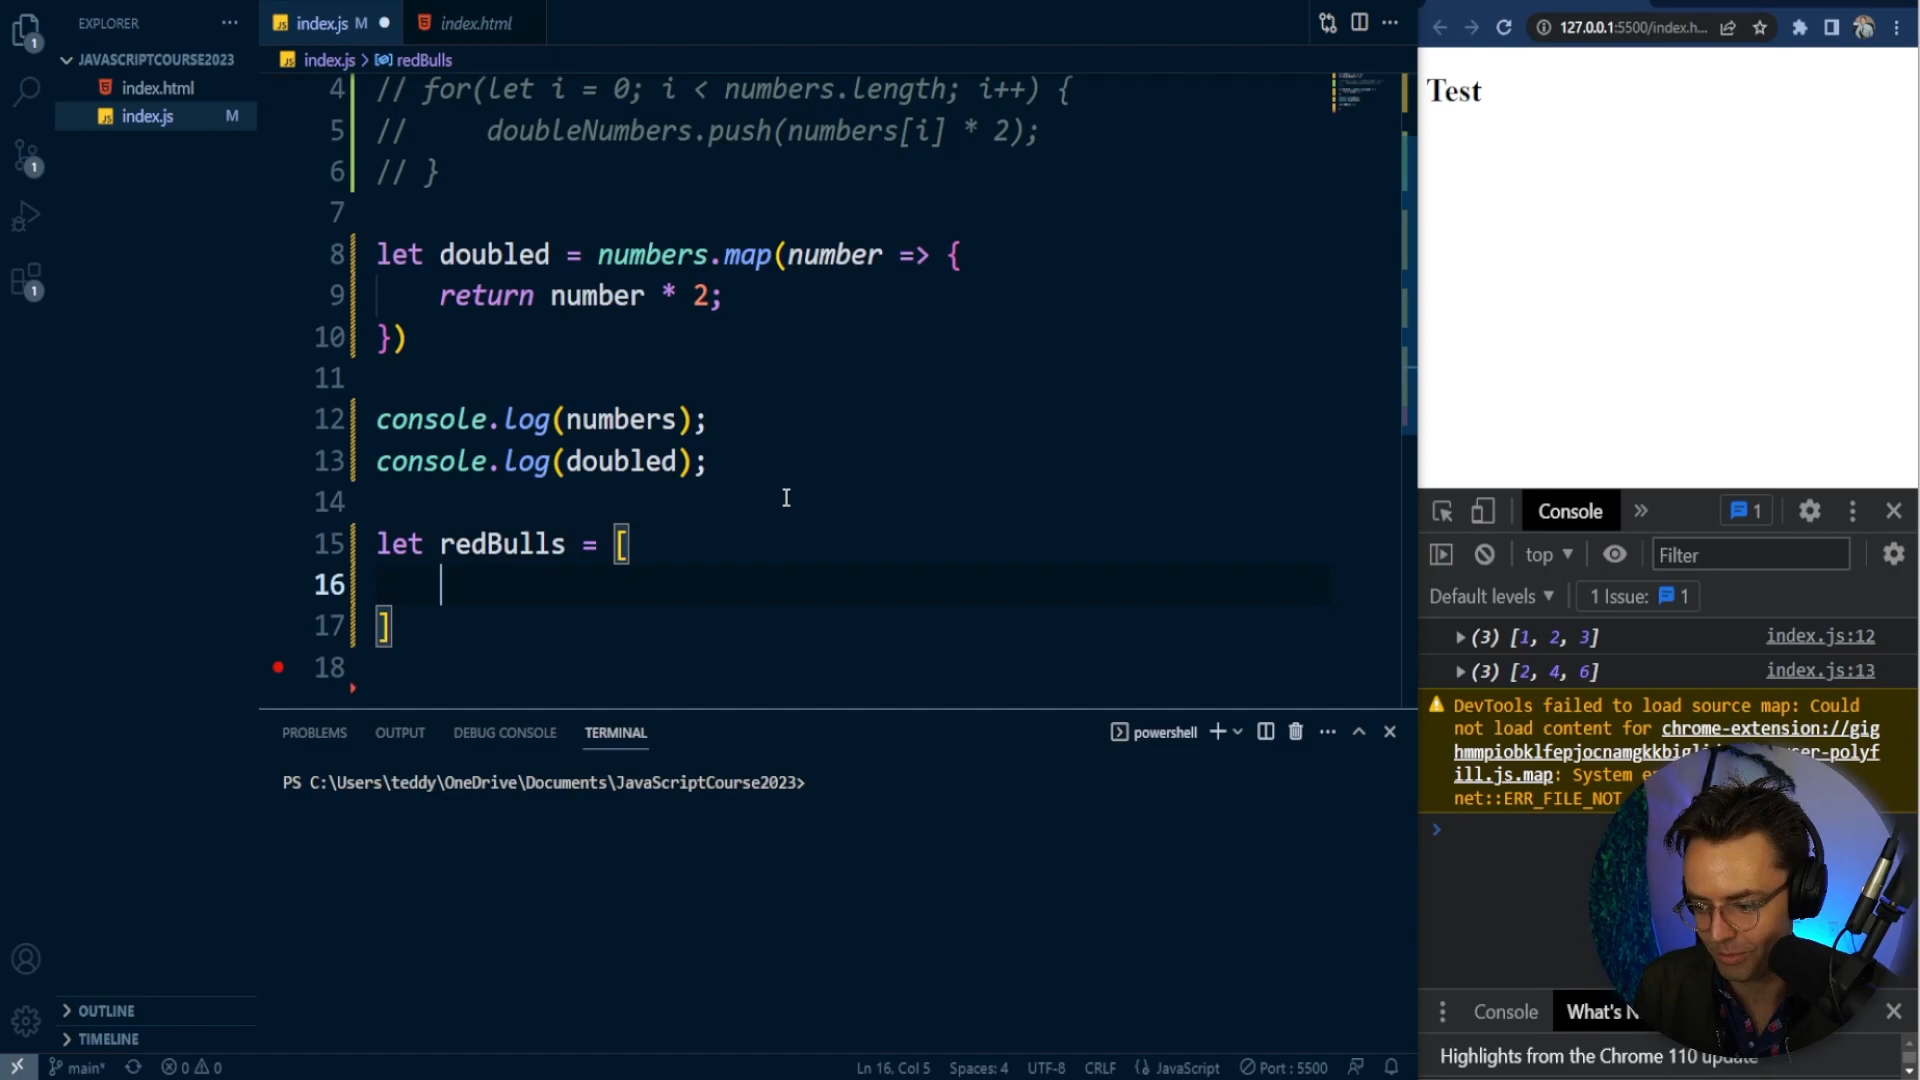 EXPLORER
JAVASCRIPTCOURSE2023
index.html
index.js M
index.js M
index.html
index.js > redBulls
4 // for(let i = 0; i < numbers.length; i++) {
5 //     doubleNumbers.push(numbers[i] * 2);
6 // }
7
8 let doubled = numbers.map(number => {
9     return number * 2;
10 })
11
12 console.log(numbers);
13 console.log(doubled);
14
15 let redBulls = [
16
17 ]
18
PROBLEMS OUTPUT DEBUG CONSOLE TERMINAL
powershell
PS C:\Users\teddy\OneDrive\Documents\JavaScriptCourse2023>
OUTLINE
TIMELINE
main* 0 0
Ln 16, Col 5 Spaces: 4 UTF-8 CRLF JavaScript Port : 5500
1
1
1
127.0.0.1:5500/index.h...
Test
Console 1
top Filter
Default levels 1 Issue: 1
(3) [1, 2, 3] index.js:12
(3) [2, 4, 6] index.js:13
DevTools failed to load source map: Could
not load content for chrome-extension://gig
ill.js.map: System
net::ERR_FILE_NOT
Console What's
Highlights from the Chrome 110 update